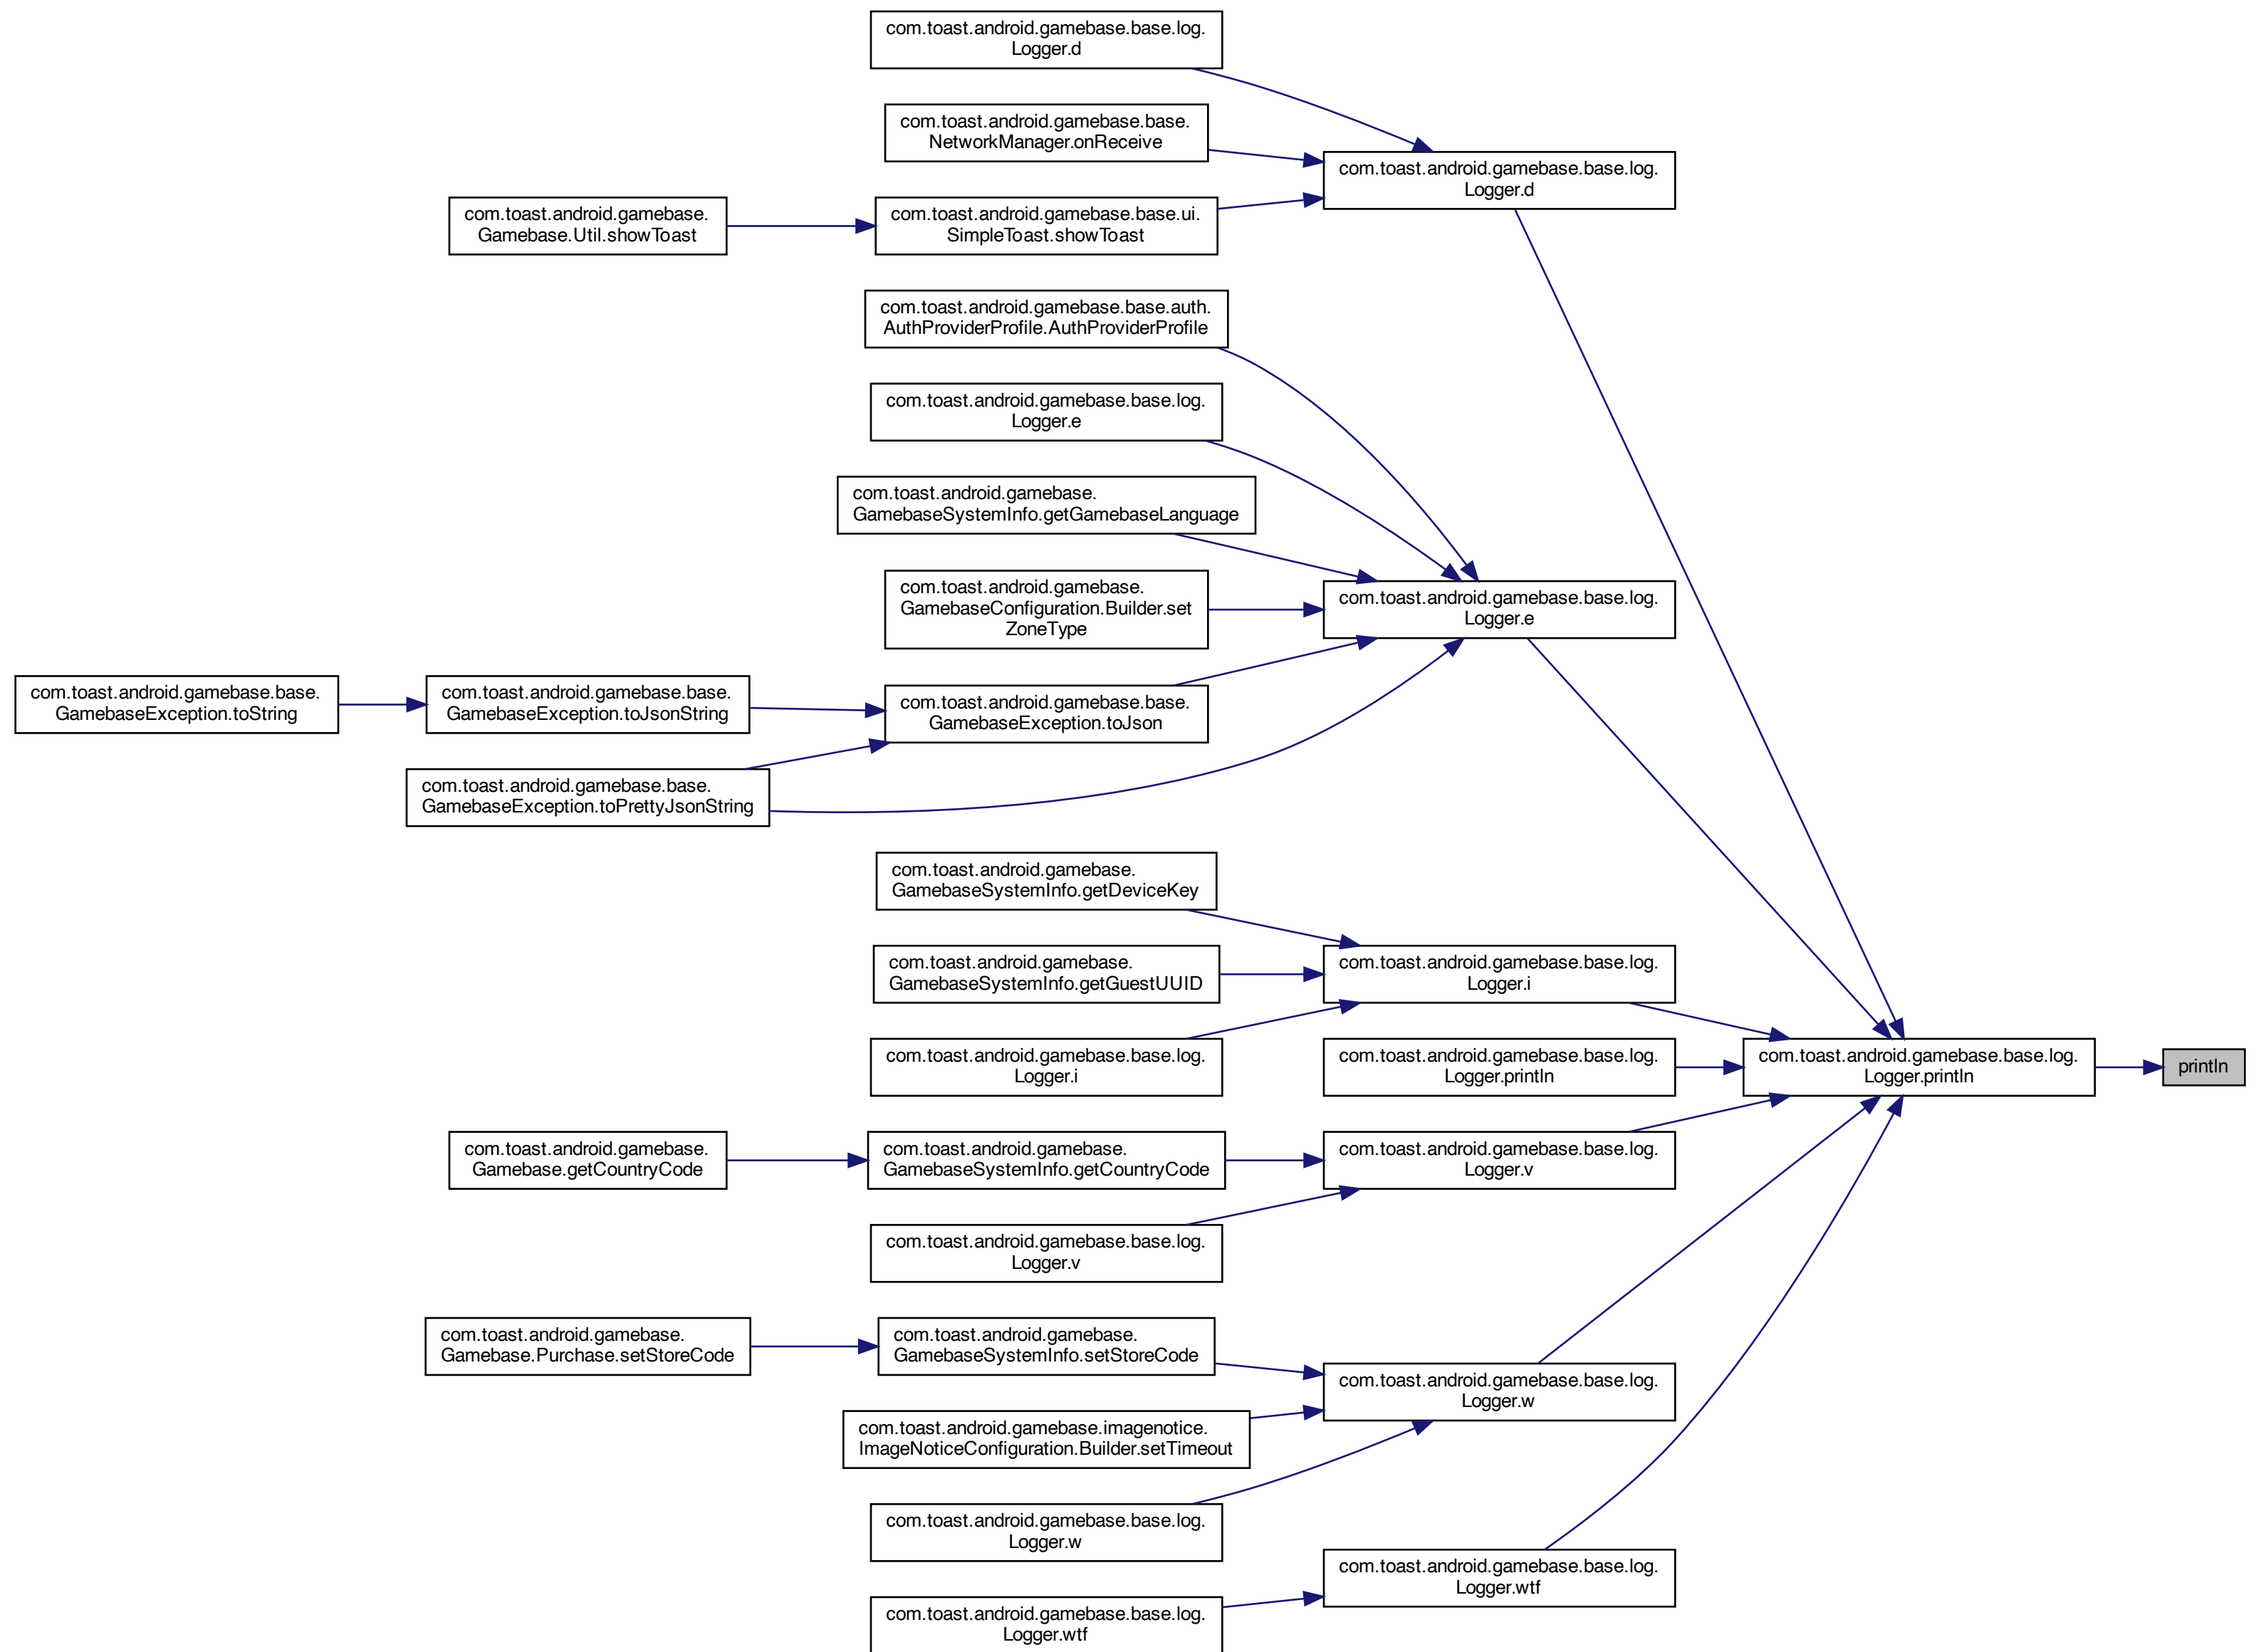 com.toast.android.gamebase.base.log.
Logger.d
com.toast.android.gamebase.base.
NetworkManager.onReceive
com.toast.android.gamebase.base.log.
Logger.d
com.toast.android.gamebase.
Gamebase.Util.showToast
com.toast.android.gamebase.base.ui.
SimpleToast.showToast
com.toast.android.gamebase.base.auth.
AuthProviderProfile.AuthProviderProfile
com.toast.android.gamebase.base.log.
Logger.e
com.toast.android.gamebase.
GamebaseSystemInfo.getGamebaseLanguage
com.toast.android.gamebase.
GamebaseConfiguration.Builder.set
ZoneType
com.toast.android.gamebase.base.log.
Logger.e
com.toast.android.gamebase.base.
GamebaseException.toString
com.toast.android.gamebase.base.
GamebaseException.toJsonString
com.toast.android.gamebase.base.
GamebaseException.toJson
com.toast.android.gamebase.base.
GamebaseException.toPrettyJsonString
com.toast.android.gamebase.
GamebaseSystemInfo.getDeviceKey
com.toast.android.gamebase.
GamebaseSystemInfo.getGuestUUID
com.toast.android.gamebase.base.log.
Logger.i
com.toast.android.gamebase.base.log.
Logger.i
com.toast.android.gamebase.base.log.
Logger.println
com.toast.android.gamebase.base.log.
Logger.println
println
com.toast.android.gamebase.
Gamebase.getCountryCode
com.toast.android.gamebase.
GamebaseSystemInfo.getCountryCode
com.toast.android.gamebase.base.log.
Logger.v
com.toast.android.gamebase.base.log.
Logger.v
com.toast.android.gamebase.
Gamebase.Purchase.setStoreCode
com.toast.android.gamebase.
GamebaseSystemInfo.setStoreCode
com.toast.android.gamebase.base.log.
Logger.w
com.toast.android.gamebase.imagenotice.
ImageNoticeConfiguration.Builder.setTimeout
com.toast.android.gamebase.base.log.
Logger.w
com.toast.android.gamebase.base.log.
Logger.wtf
com.toast.android.gamebase.base.log.
Logger.wtf